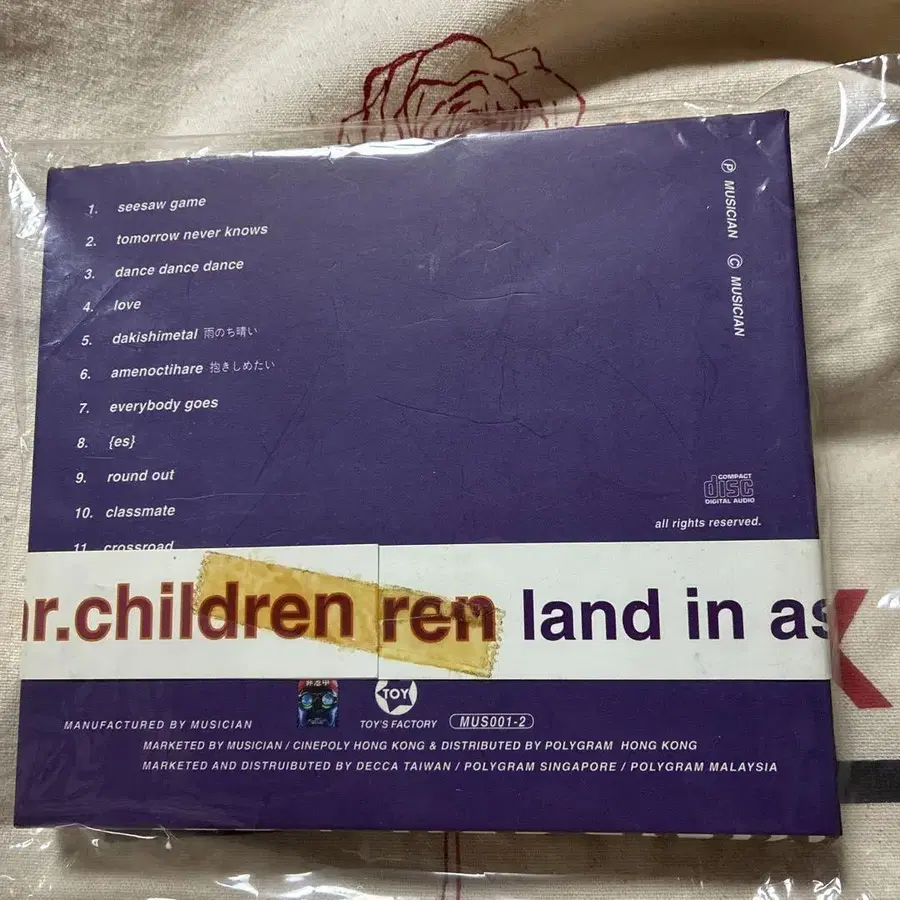 1. seesaw game
2. tomorrow never knows
3. dance dance dance
4. love
5. dakishimetal 雨のち晴い
6. amenoctihare 抱きしめたい
7. everybody goes
8. {es}
9. round out
10. classmate
11. crossroad
Ⓟ MUSICIAN Ⓒ MUSICIAN
COMPACT
disc
DIGITAL AUDIO
all rights reserved.
r.children ren land in as
TOY
MANUFACTURED BY MUSICIAN
TOY'S FACTORY
MUS001-2
MARKETED BY MUSICIAN / CINEPOLY HONG KONG & DISTRIBUTED BY POLYGRAM HONG KONG
MARKETED AND DISTRUIBUTED BY DECCA TAIWAN / POLYGRAM SINGAPORE / POLYGRAM MALAYSIA